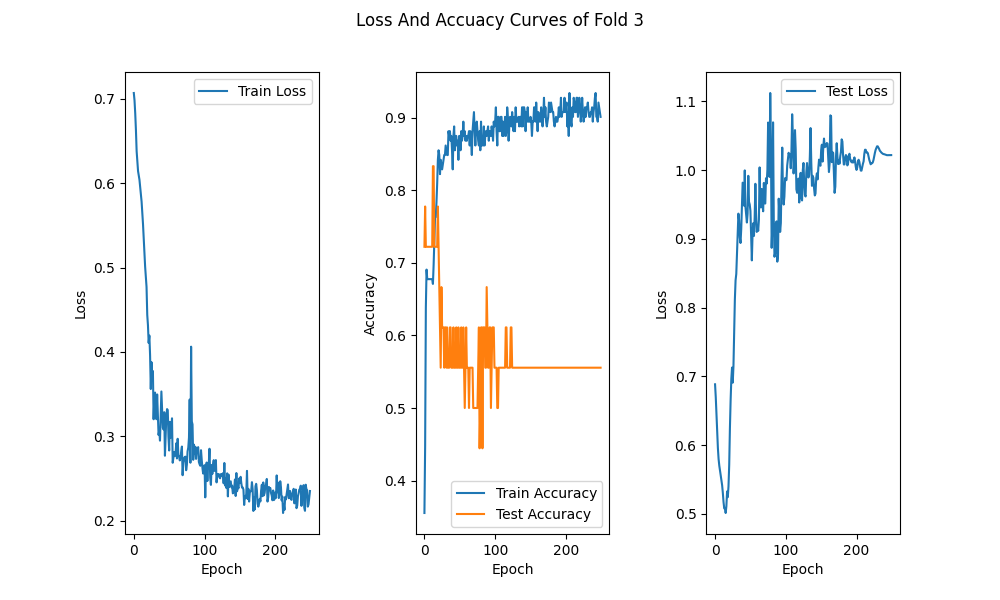 Loss And Accuacy Curves of Fold 3
Train Loss
0.7
0.6
0.5
0.4
0.3
0.2
Loss
0
100
200
Epoch
0.9
0.8
0.7
0.6
0.5
0.4
Accuracy
Train Accuracy
Test Accuracy
0
100
200
Epoch
Test Loss
1.1
1.0
0.9
0.8
0.7
0.6
0.5
Loss
0
100
200
Epoch